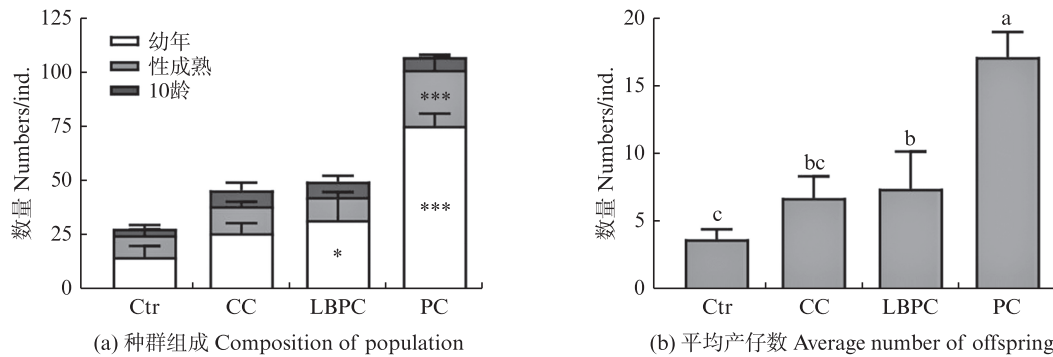 数量 Numbers/ind.
125
100
75
50
25
0
幼年
性成熟
10龄
***
***
*
Ctr CC LBPC PC
(a) 种群组成 Composition of population
数量 Numbers/ind.
20
15
10
5
0
a
b
bc
c
Ctr CC LBPC PC
(b) 平均产仔数 Average number of offspring